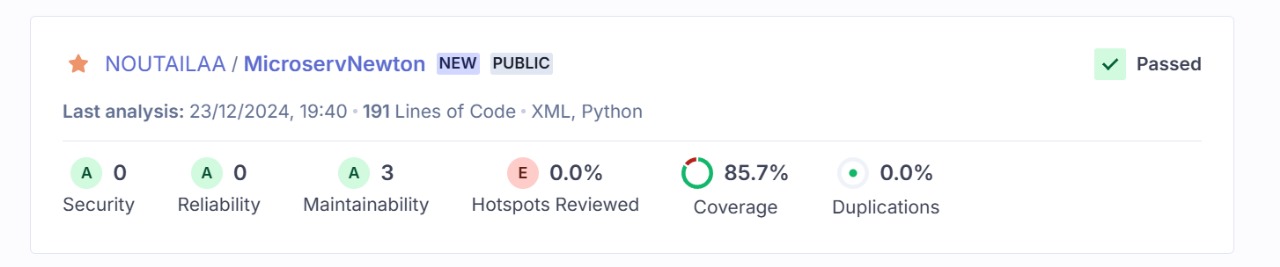 NOUTAILAA / MicroservNewton NEW PUBLIC Passed
Last analysis: 23/12/2024, 19:40 • 191 Lines of Code • XML, Python
A 0 A 0 A 3 E 0.0% 85.7% 0.0%
Security Reliability Maintainability Hotspots Reviewed Coverage Duplications